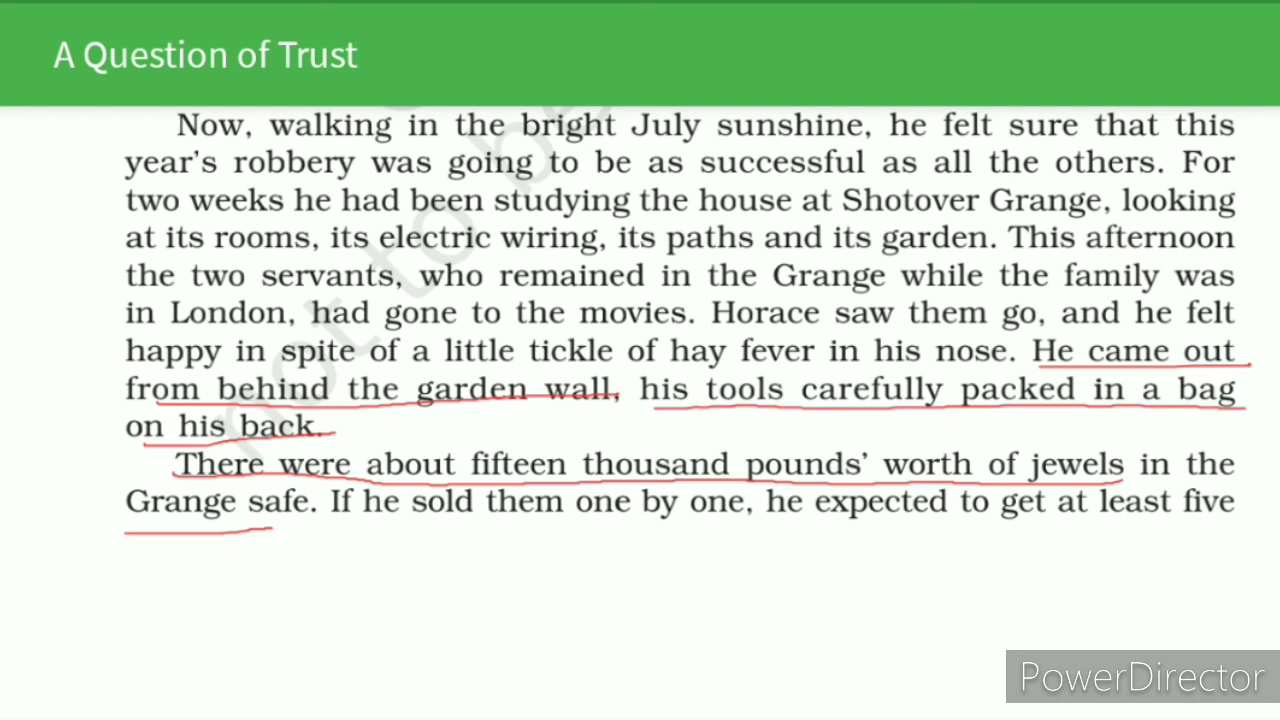 A Question of Trust
Now, walking in the bright July sunshine, he felt sure that this
year's robbery was going to be as successful as all the others. For
two weeks he had been studying the house at Shotover Grange, looking
at its rooms, its electric wiring, its paths and its garden. This afternoon
the two servants, who remained in the Grange while the family was
in London, had gone to the movies. Horace saw them go, and he felt
happy in spite of a little tickle of hay fever in his nose. He came out
from behind the garden wall, his tools carefully packed in a bag
on his back.
There were about fifteen thousand pounds' worth of jewels in the
Grange safe. If he sold them one by one, he expected to get at least five
not to be
PowerDirector